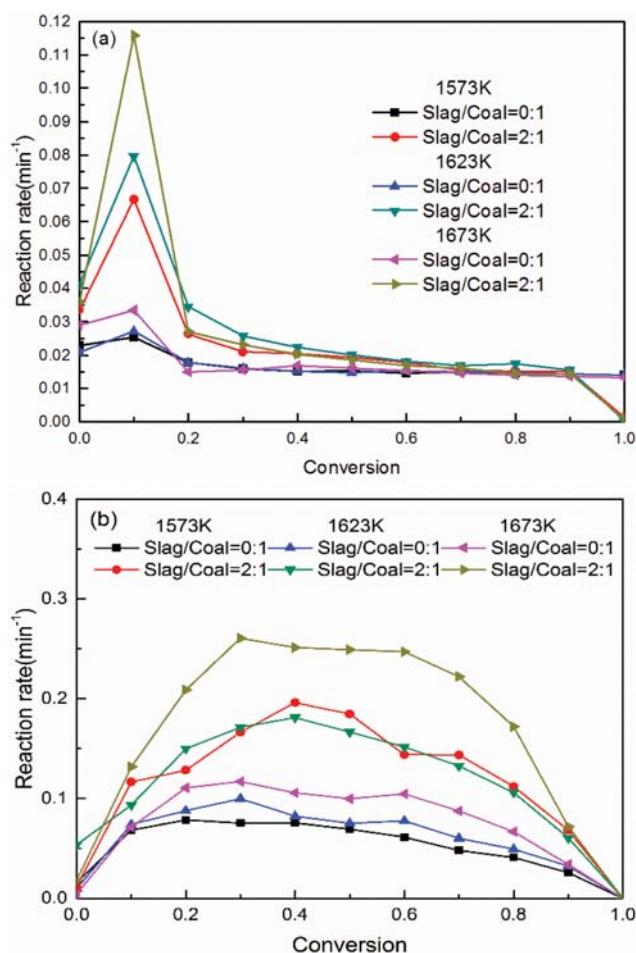 (a)
0.12
0.11
0.10
0.09
0.08
0.07
0.06
0.05
0.04
0.03
0.02
0.01
0.00
Reaction rate(min⁻¹)
1573K
Slag/Coal=0:1
Slag/Coal=2:1
1623K
Slag/Coal=0:1
Slag/Coal=2:1
1673K
Slag/Coal=0:1
Slag/Coal=2:1
0.0 0.2 0.4 0.6 0.8 1.0
Conversion
(b)
0.4
0.3
0.2
0.1
0.0
Reaction rate(min⁻¹)
1573K 1623K 1673K
Slag/Coal=0:1 Slag/Coal=0:1 Slag/Coal=0:1
Slag/Coal=2:1 Slag/Coal=2:1 Slag/Coal=2:1
0.0 0.2 0.4 0.6 0.8 1.0
Conversion